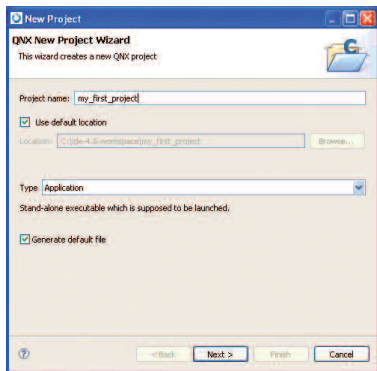 New Project
QNX New Project Wizard
This wizard creates a new QNX project
Project name: my_first_project
Use default location
Location: C:\ide-4.6-workspace\my_first_project Browse...
Type Application
Stand-alone executable which is supposed to be launched.
Generate default file
< Back Next > Finish Cancel